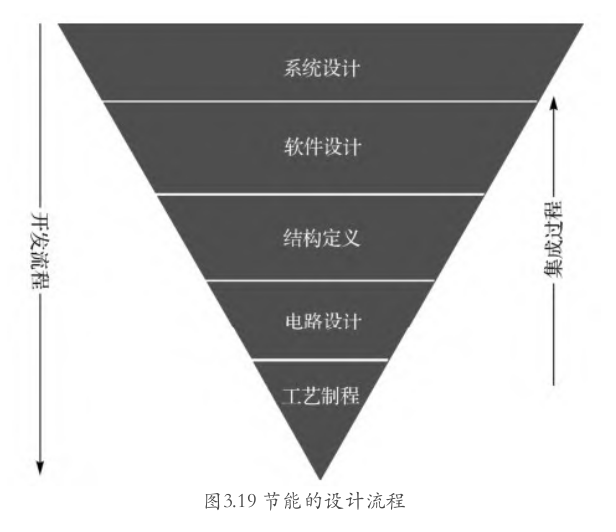 系统设计
软件设计
结构定义
电路设计
工艺制程
开发流程
集成过程
图3.19 节能的设计流程